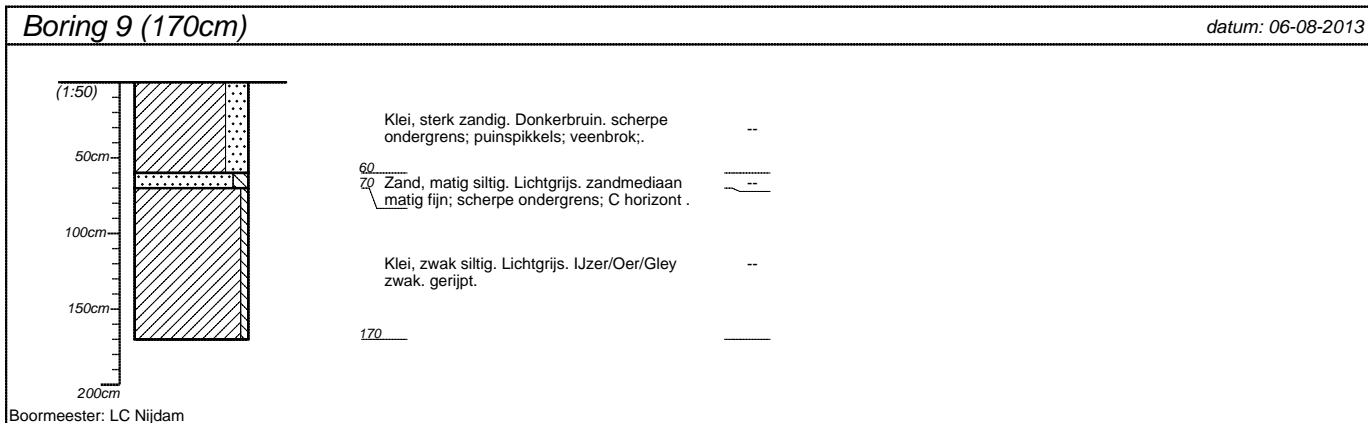 Boring 9 (170cm)
datum: 06-08-2013
(1:50)
50cm
100cm
150cm
200cm
Klei, sterk zandig. Donkerbruin. scherpe
ondergrens; puinspikkels; veenbrok;.
--
60
70
Zand, matig siltig. Lichtgrijs. zandmediaan
matig fijn; scherpe ondergrens; C horizont .
--
Klei, zwak siltig. Lichtgrijs. IJzer/Oer/Gley
zwak. gerijpt.
--
170
Boormeester: LC Nijdam